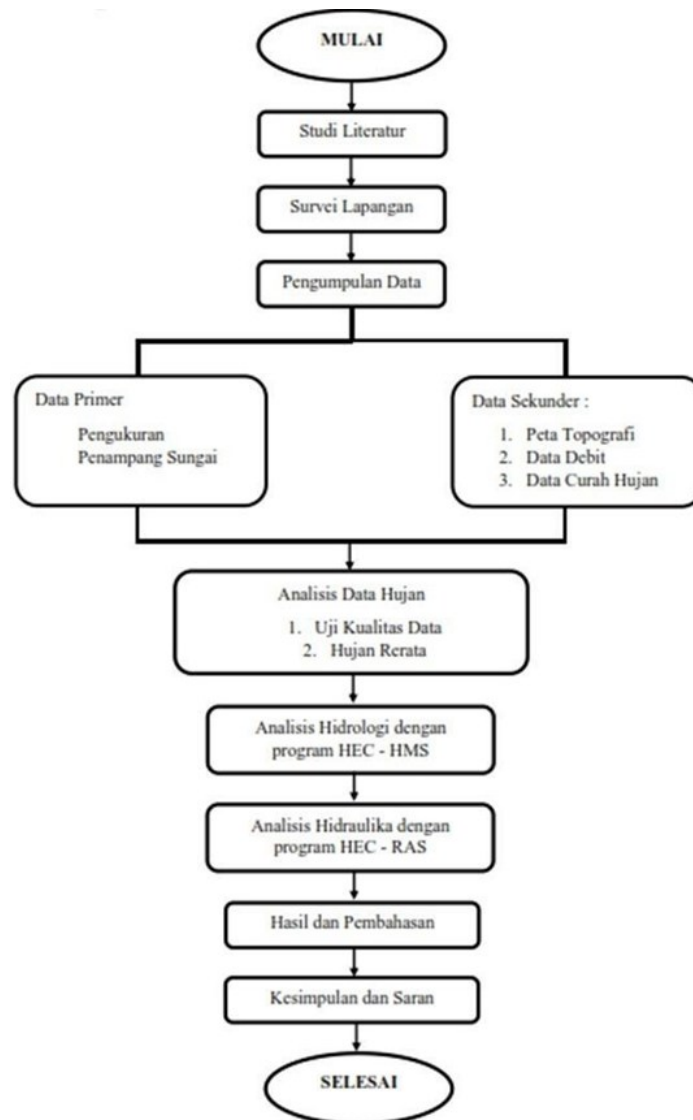 MULAI
Studi Literatur
Survei Lapangan
Pengumpulan Data
Data Primer
Pengukuran
Penampang Sungai
Data Sekunder :
1. Peta Topografi
2. Data Debit
3. Data Curah Hujan
Analisis Data Hujan
1. Uji Kualitas Data
2. Hujan Rerata
Analisis Hidrologi dengan
program HEC - HMS
Analisis Hidraulika dengan
program HEC - RAS
Hasil dan Pembahasan
Kesimpulan dan Saran
SELESAI